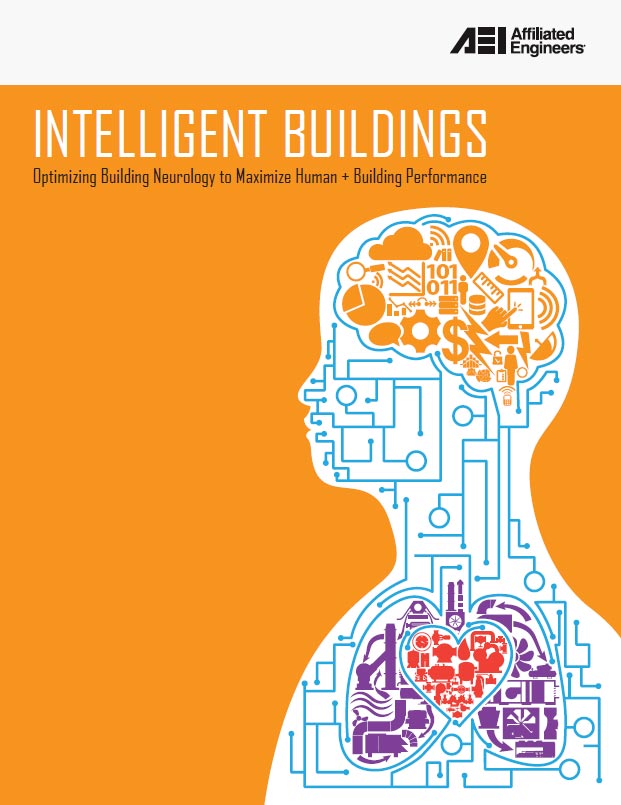 AEI Affiliated
Engineers
INTELLIGENT BUILDINGS
Optimizing Building Neurology to Maximize Human + Building Performance
101
011
$